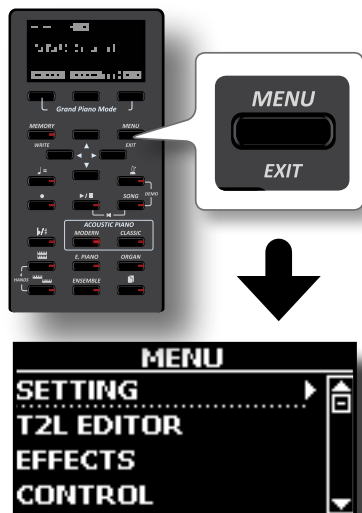 Grand Piano Mode
MEMORY
MENU
WRITE
EXIT
♩ =
DEMO
SONG
ACOUSTIC PIANO
MODERN
CLASSIC
E. PIANO
ORGAN
HANDS
ENSEMBLE
MENU
EXIT
MENU
SETTING
T2L EDITOR
EFFECTS
CONTROL